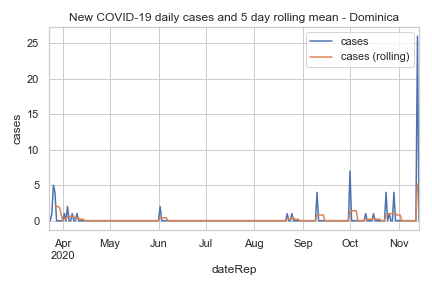 New COVID-19 daily cases and 5 day rolling mean - Dominica
cases
cases (rolling)
25
20
15
10
5
0
cases
Apr
2020
May
Jun
Jul
Aug
Sep
Oct
Nov
dateRep